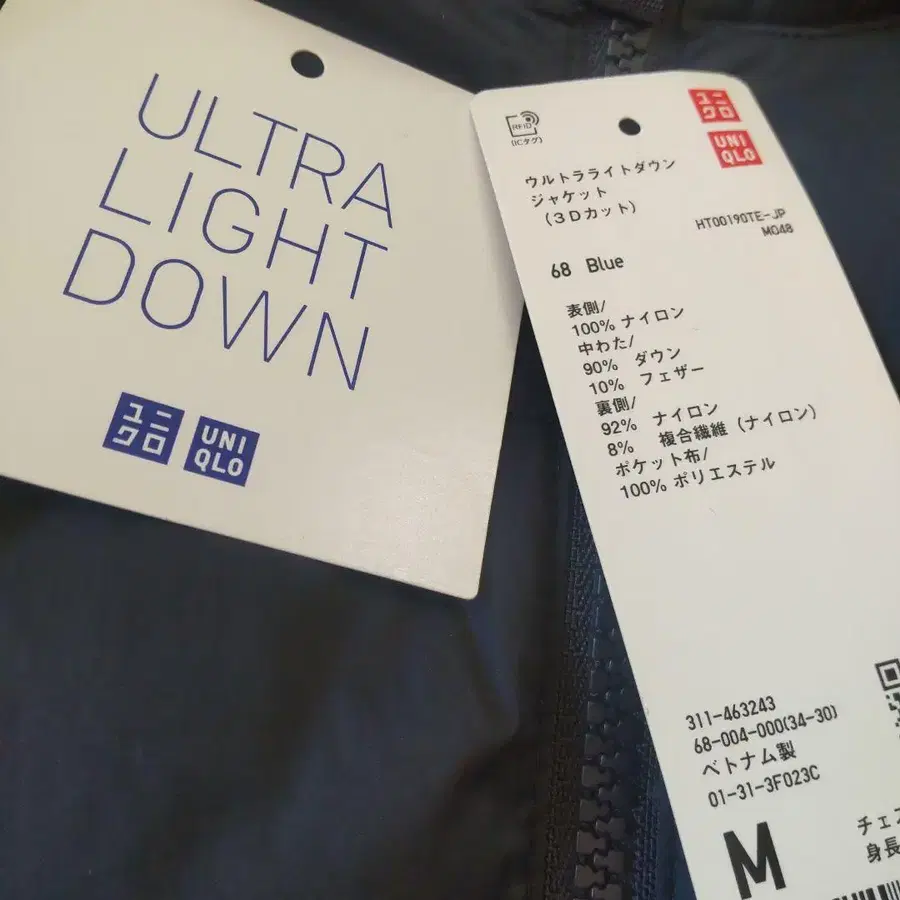 ULTRA
LIGHT
DOWN
ユニ
クロ
UNI
QLO
RFID
(ICタグ)
ユニ
クロ
UNI
QLO
ウルトラライトダウン
ジャケット
(3Dカット)
HT00190TE-JP
M048
68 Blue
表側/
100% ナイロン
中わた/
90% ダウン
10% フェザー
裏側/
92% ナイロン
8% 複合繊維(ナイロン)
ポケット布/
100% ポリエステル
311-463243
68-004-000(34-30)
ベトナム製
01-31-3F023C
M
チェス
身長